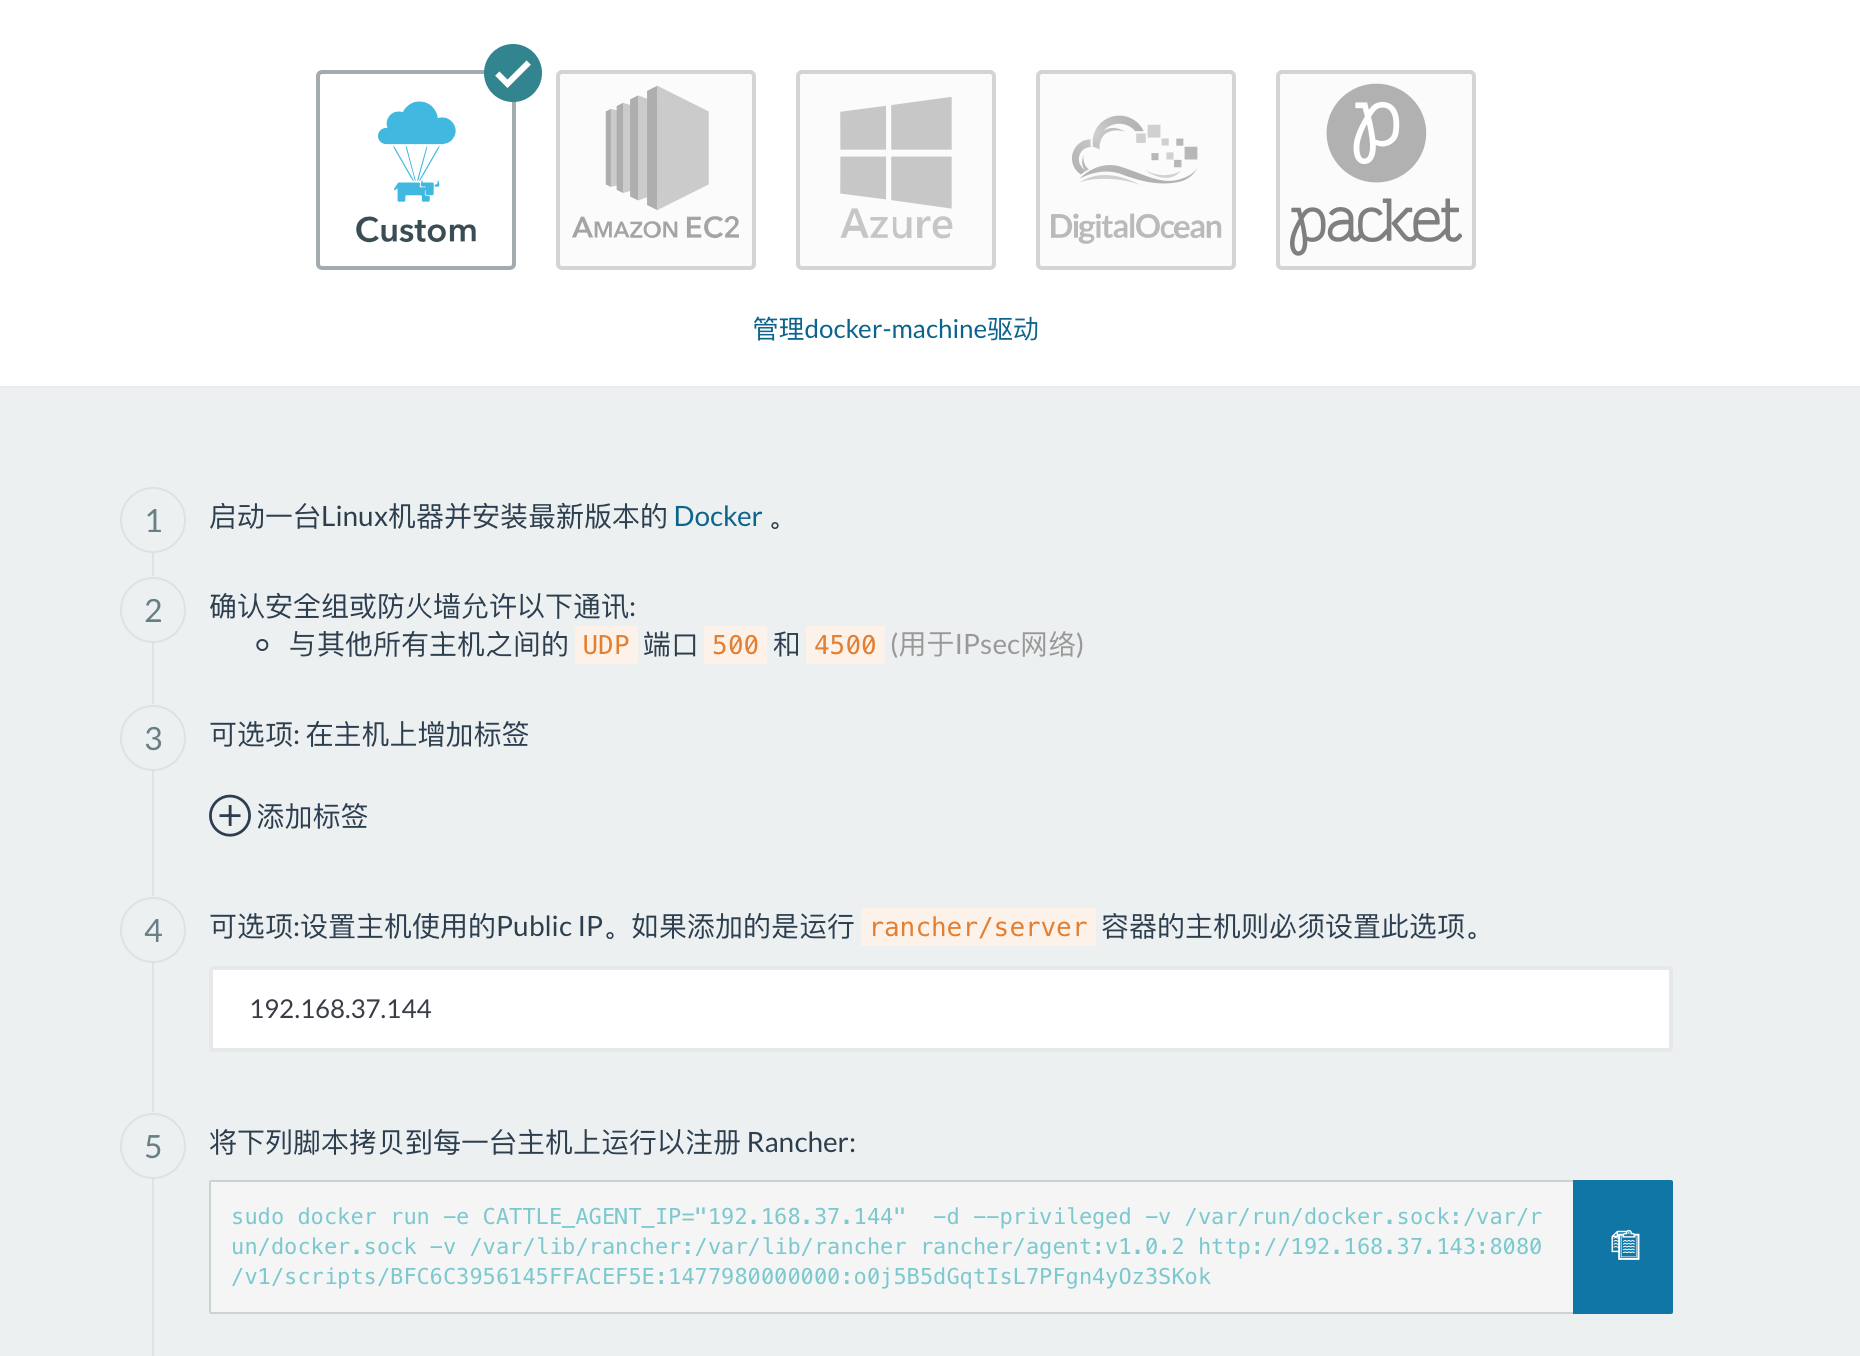 Custom
AMAZON EC2
Azure
DigitalOcean
packet
管理docker-machine驱动
1 启动一台Linux机器并安装最新版本的 Docker 。
2 确认安全组或防火墙允许以下通讯:
与其他所有主机之间的 UDP 端口 500 和 4500 (用于IPsec网络)
3 可选项: 在主机上增加标签
添加标签
4 可选项:设置主机使用的Public IP。如果添加的是运行 rancher/server 容器的主机则必须设置此选项。
192.168.37.144
5 将下列脚本拷贝到每一台主机上运行以注册 Rancher:
sudo docker run -e CATTLE_AGENT_IP="192.168.37.144"  -d --privileged -v /var/run/docker.sock:/var/r
un/docker.sock -v /var/lib/rancher:/var/lib/rancher rancher/agent:v1.0.2 http://192.168.37.143:8080
/v1/scripts/BFC6C3956145FFACEF5E:1477980000000:o0j5B5dGqtIsL7PFgn4yOz3SKok